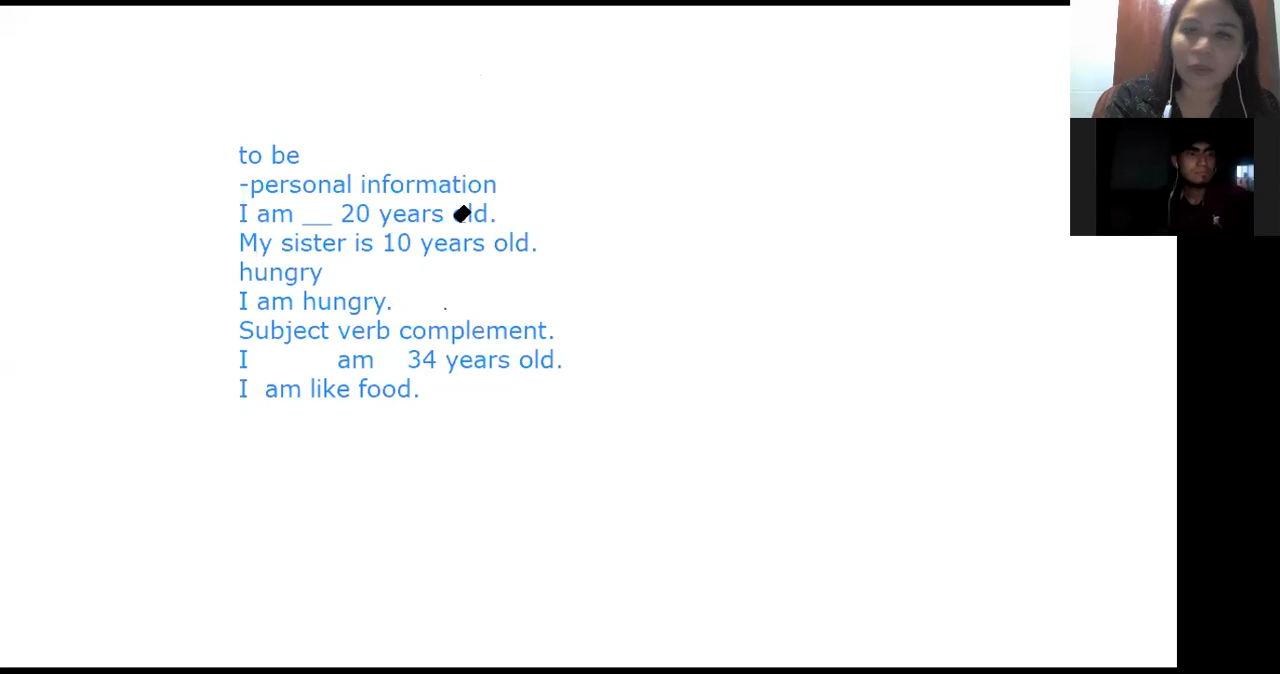 to be
-personal information
I am __ 20 years old.
My sister is 10 years old.
hungry
I am hungry.
Subject verb complement.
I am 34 years old.
I am like food.